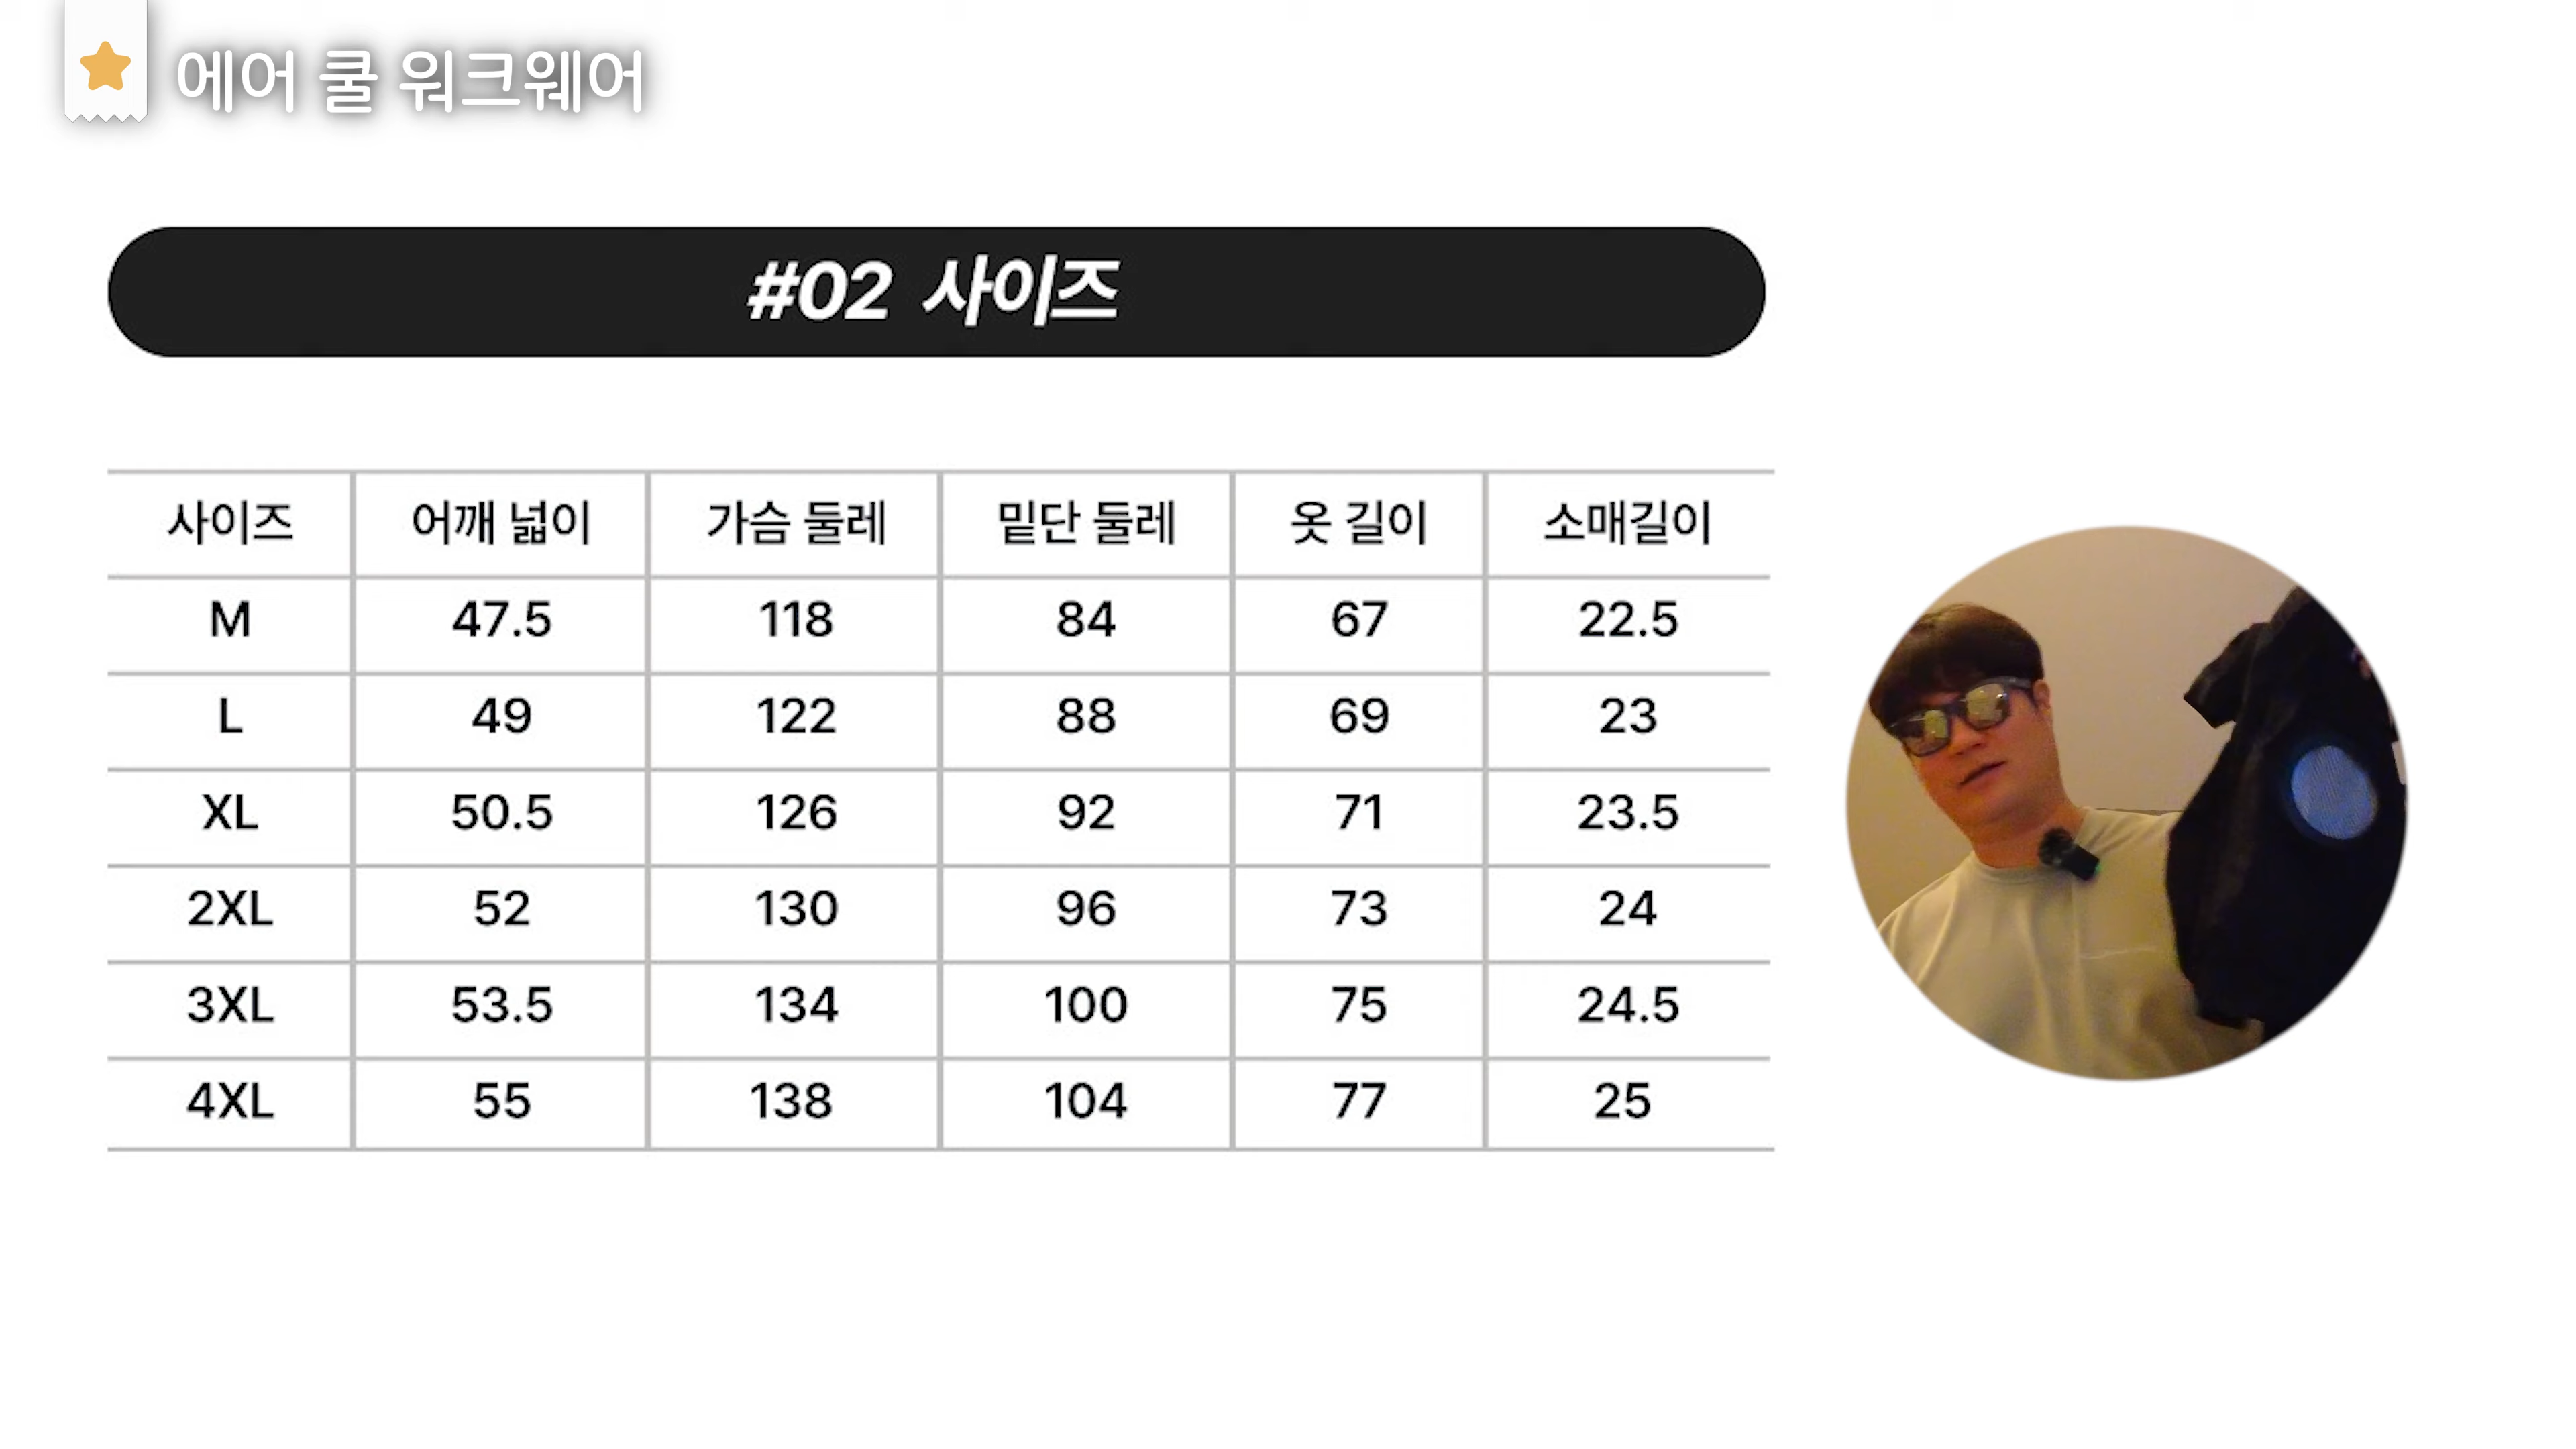 에어 쿨 워크웨어
#02 사이즈
사이즈 어깨 넓이 가슴 둘레 밑단 둘레 옷 길이 소매길이
M 47.5 118 84 67 22.5
L 49 122 88 69 23
XL 50.5 126 92 71 23.5
2XL 52 130 96 73 24
3XL 53.5 134 100 75 24.5
4XL 55 138 104 77 25